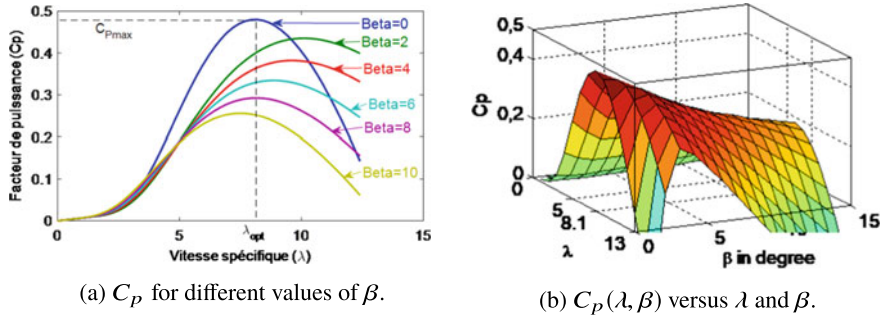 0.5
0.4
0.3
0.2
0.1
0
Facteur de puissance (Cp)
C_Pmax
Beta=0
Beta=2
Beta=4
Beta=6
Beta=8
Beta=10
0
5
λ_opt
10
15
Vitesse spécifique (λ)
(a) C_p for different values of β.
0,5
0,4
0,2
0
Cp
0
5
8.1
13
λ
0
5
15
β in degree
(b) C_p(λ, β) versus λ and β.